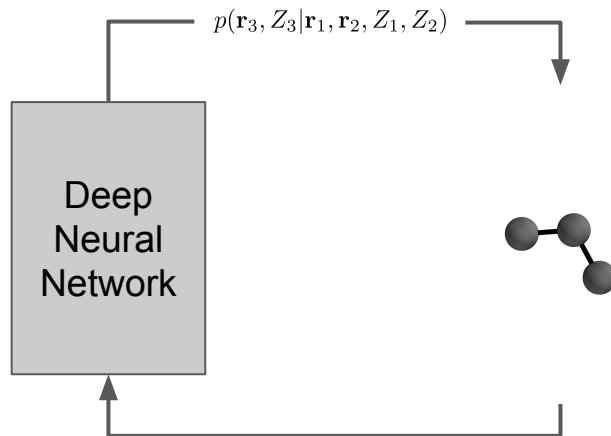 p(r₃, Z₃|r₁, r₂, Z₁, Z₂)
Deep
Neural
Network